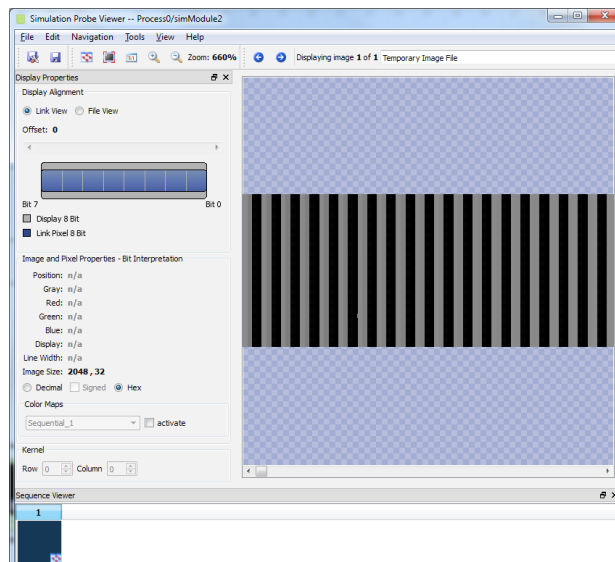 Simulation Probe Viewer -- Process0/simModule2
File Edit Navigation Tools View Help
Zoom: 660% Displaying image 1 of 1 Temporary Image File
Display Properties
Display Alignment
Link View File View
Offset: 0
Bit 7 Bit 0
Display 8 Bit
Link Pixel 8 Bit
Image and Pixel Properties - Bit Interpretation
Position: n/a
Gray: n/a
Red: n/a
Green: n/a
Blue: n/a
Display: n/a
Line Width: n/a
Image Size: 2048 , 32
Decimal Signed Hex
Color Maps
Sequential_1 activate
Kernel
Row 0 Column 0
Sequence Viewer
1